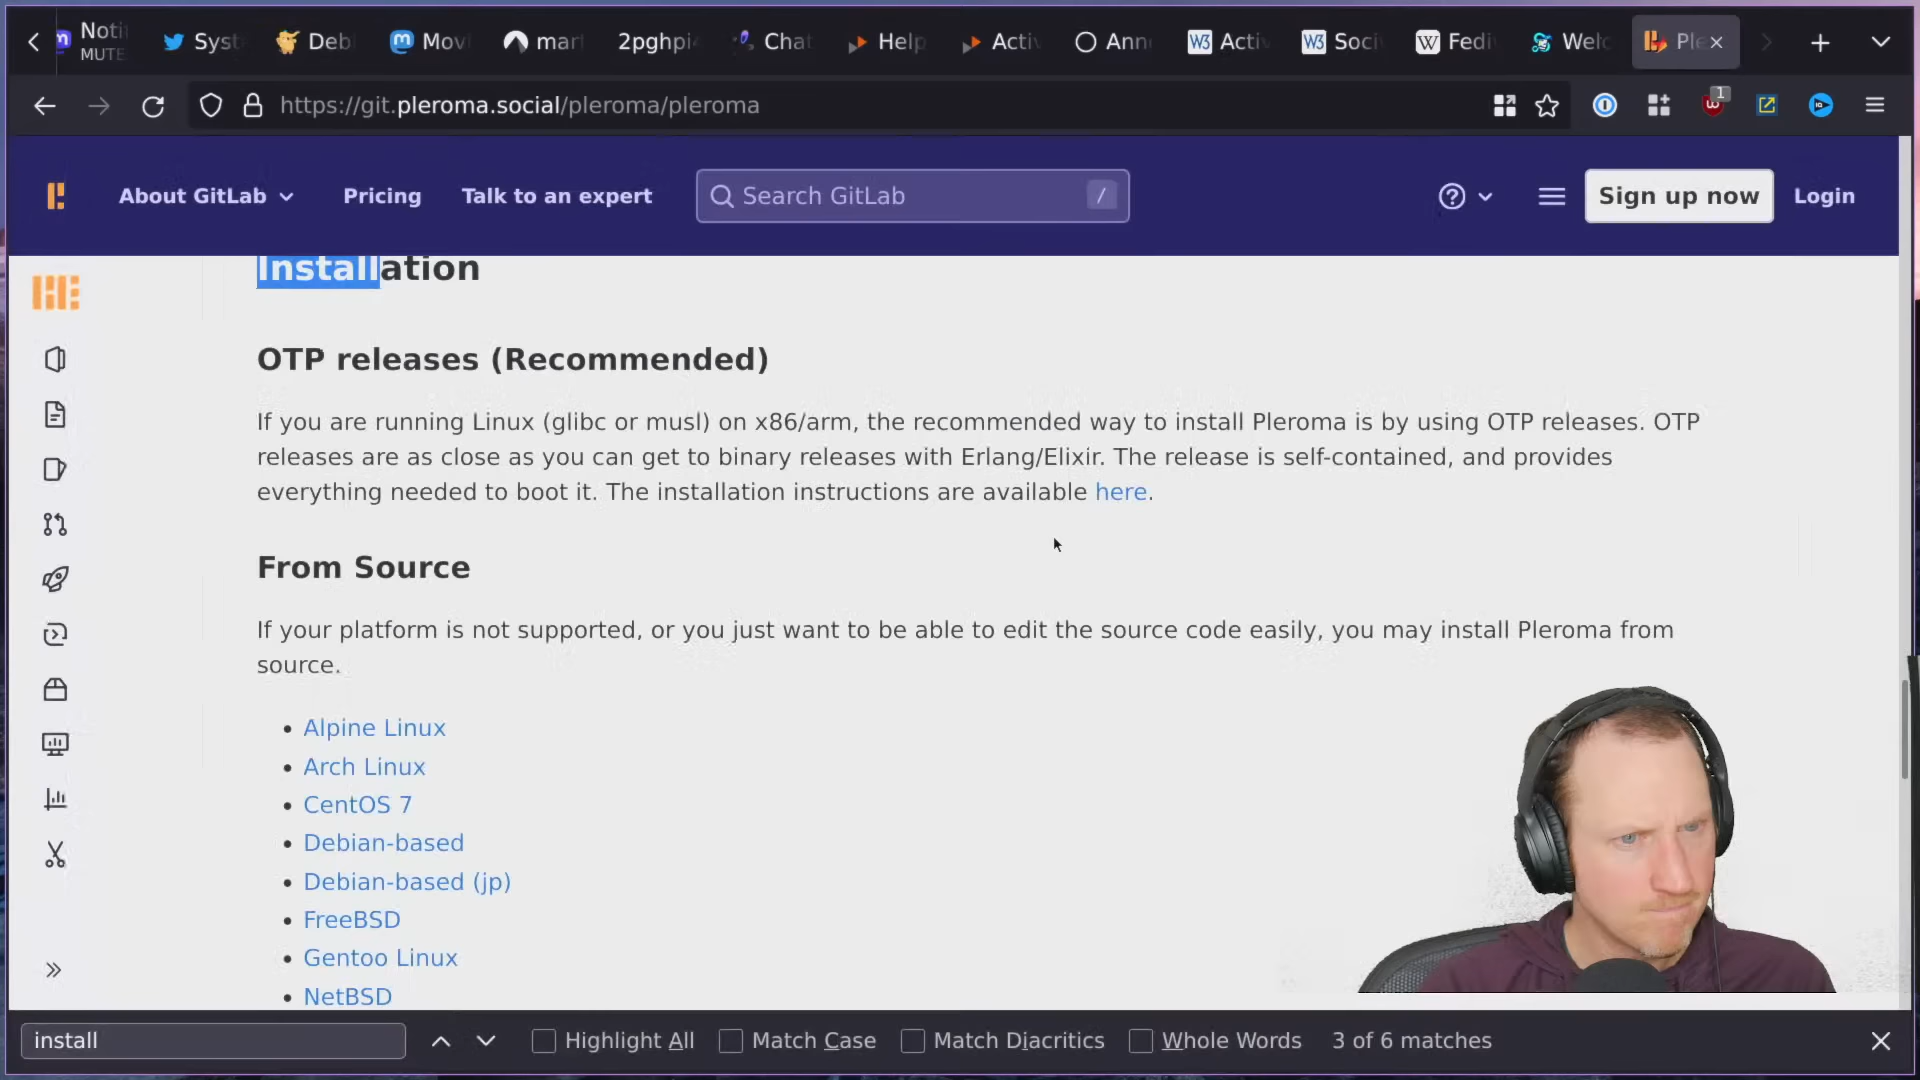 Noti
MUTE
Syst
Deb
Mov
mar
2pghpi
Chat
Help
Activ
Ann
Activ
Soci
Fedi
Welc
Ple
https://git.pleroma.social/pleroma/pleroma
1
About GitLab
Pricing
Talk to an expert
Search GitLab
/
Sign up now
Login
Installation
OTP releases (Recommended)
If you are running Linux (glibc or musl) on x86/arm, the recommended way to install Pleroma is by using OTP releases. OTP
releases are as close as you can get to binary releases with Erlang/Elixir. The release is self-contained, and provides
everything needed to boot it. The installation instructions are available here.
From Source
If your platform is not supported, or you just want to be able to edit the source code easily, you may install Pleroma from
source.
• Alpine Linux
• Arch Linux
• CentOS 7
• Debian-based
• Debian-based (jp)
• FreeBSD
• Gentoo Linux
• NetBSD
install
Highlight All
Match Case
Match Diacritics
Whole Words
3 of 6 matches